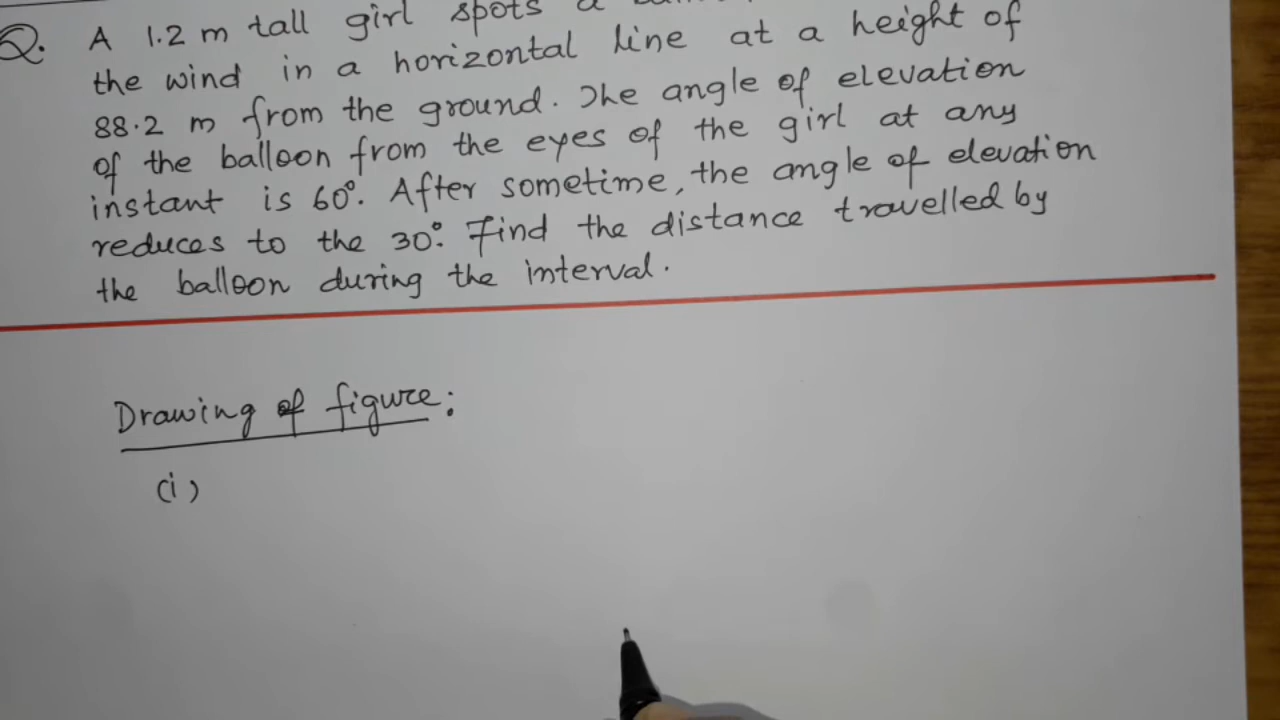 Q. A 1.2 m tall girl spots a
the wind in a horizontal line at a height of
88.2 m from the ground. The angle of elevation
of the balloon from the eyes of the girl at any
instant is 60°. After sometime, the angle of elevation
reduces to the 30°. Find the distance travelled by
the balloon during the interval.
Drawing of figure:
(i)